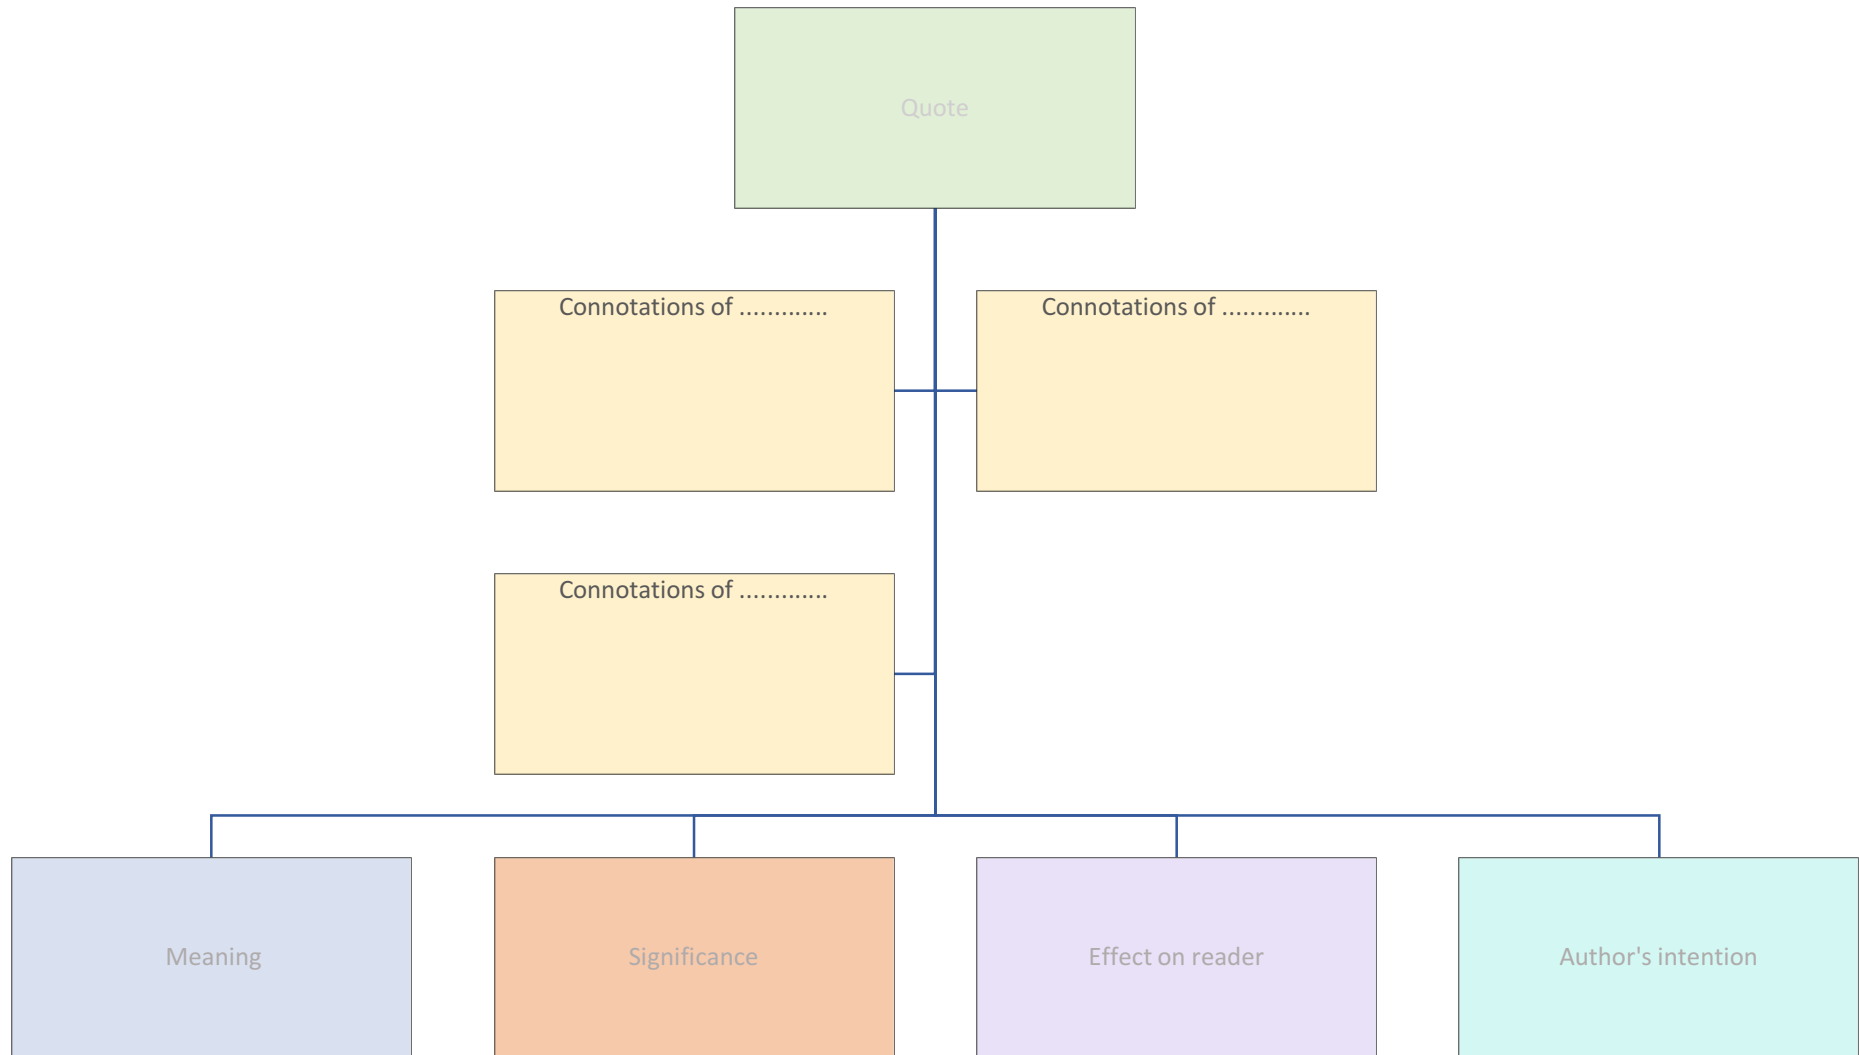 Quote
Connotations of .............
Connotations of .............
Connotations of .............
Meaning
Significance
Effect on reader
Author's intention